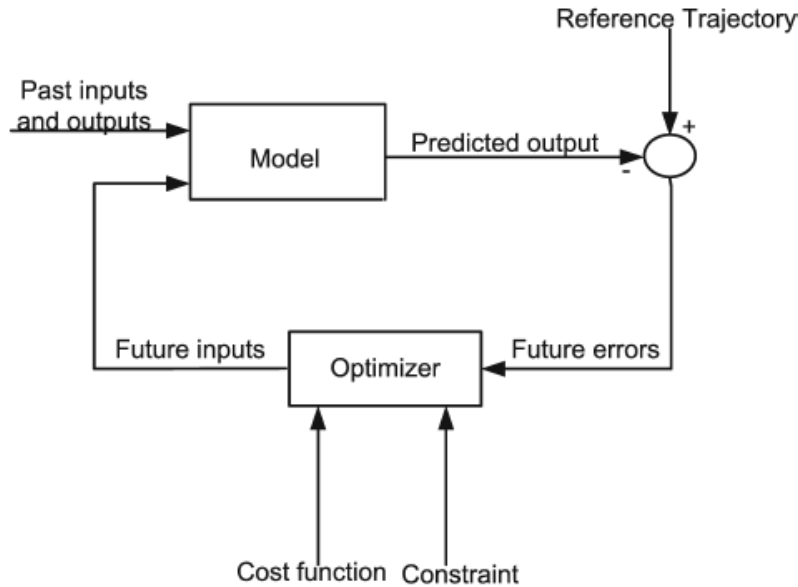 Reference Trajectory
Past inputs
and outputs
+
Model
Predicted output
-
Future inputs
Optimizer
Future errors
Cost function
Constraint